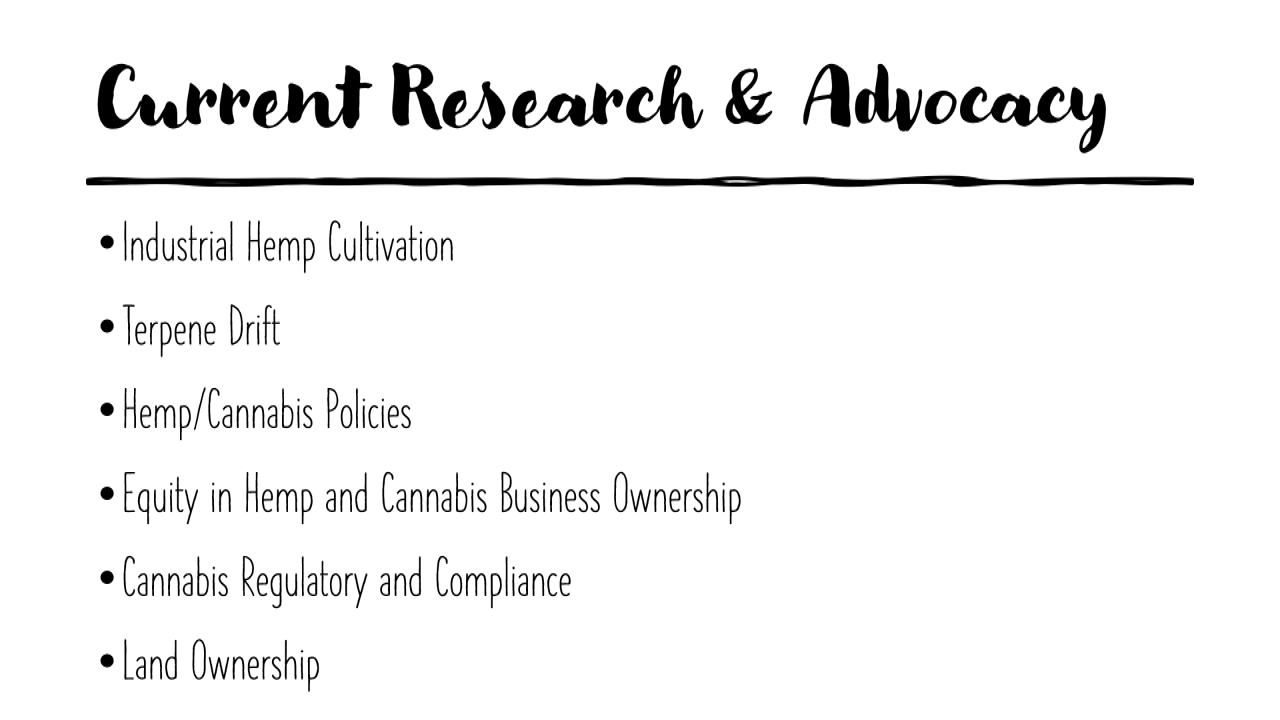 Current Research & Advocacy
• Industrial Hemp Cultivation
• Terpene Drift
• Hemp/Cannabis Policies
• Equity in Hemp and Cannabis Business Ownership
• Cannabis Regulatory and Compliance
• Land Ownership